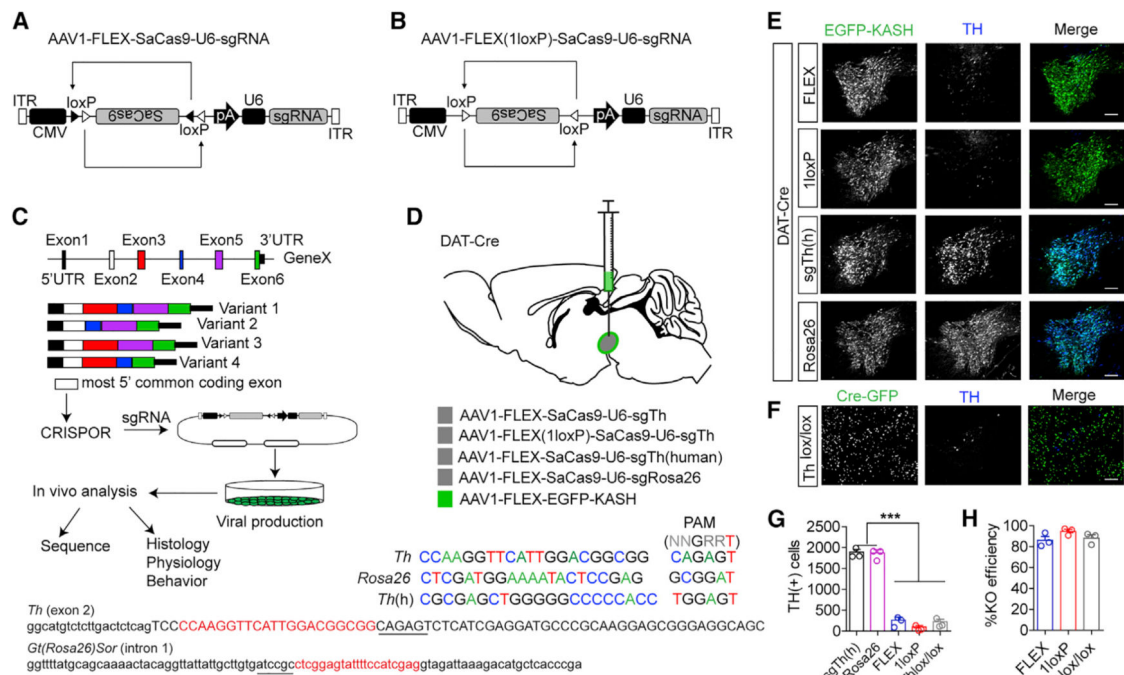 A
AAV1-FLEX-SaCas9-U6-sgRNA
ITR
loxP
CMV
SaCas9
loxP
pA
U6
sgRNA
ITR
B
AAV1-FLEX(1loxP)-SaCas9-U6-sgRNA
ITR
loxP
CMV
SaCas9
loxP
pA
U6
sgRNA
ITR
C
Exon1 Exon3 Exon5 3'UTR
GeneX
5'UTR Exon2 Exon4 Exon6
Variant 1
Variant 2
Variant 3
Variant 4
most 5' common coding exon
CRISPOR
sgRNA
In vivo analysis
Viral production
Sequence
Histology
Physiology
Behavior
D
DAT-Cre
AAV1-FLEX-SaCas9-U6-sgTh
AAV1-FLEX(1loxP)-SaCas9-U6-sgTh
AAV1-FLEX-SaCas9-U6-sgTh(human)
AAV1-FLEX-SaCas9-U6-sgRosa26
AAV1-FLEX-EGFP-KASH
PAM
(NNGRRT)
Th CCAAGGTTCATTGGACGGCGG CAGAGT
Rosa26 CTCGATGGAAAATACTCCGAG GCGGAT
Th(h) CGCGAGCTGGGGGCCCCCACC TGGAGT
Th (exon 2)
ggcatgtctcttgactctcagTCCCCAAGGTTCATTGGACGGCGGCAGAGTCTCATCGAGGATGCCCGCAAGGAGCGGGAGGCAGC
Gt(Rosa26)Sor (intron 1)
ggttttatgcagcaaaactacaggttattattgcttgtgatccgcctcggagtattttccatcgaggtagattaaagacatgctcacccga
E
EGFP-KASH TH Merge
DAT-Cre
FLEX
1loxP
sgTh(h)
Rosa26
F
Cre-GFP TH Merge
Th lox/lox
G
TH(+) cells
2500
2000
1500
1000
500
0
***
Rosa26
FLEX
1loxP
H
%KO efficiency
100
80
60
40
20
0
FLEX
1loxP